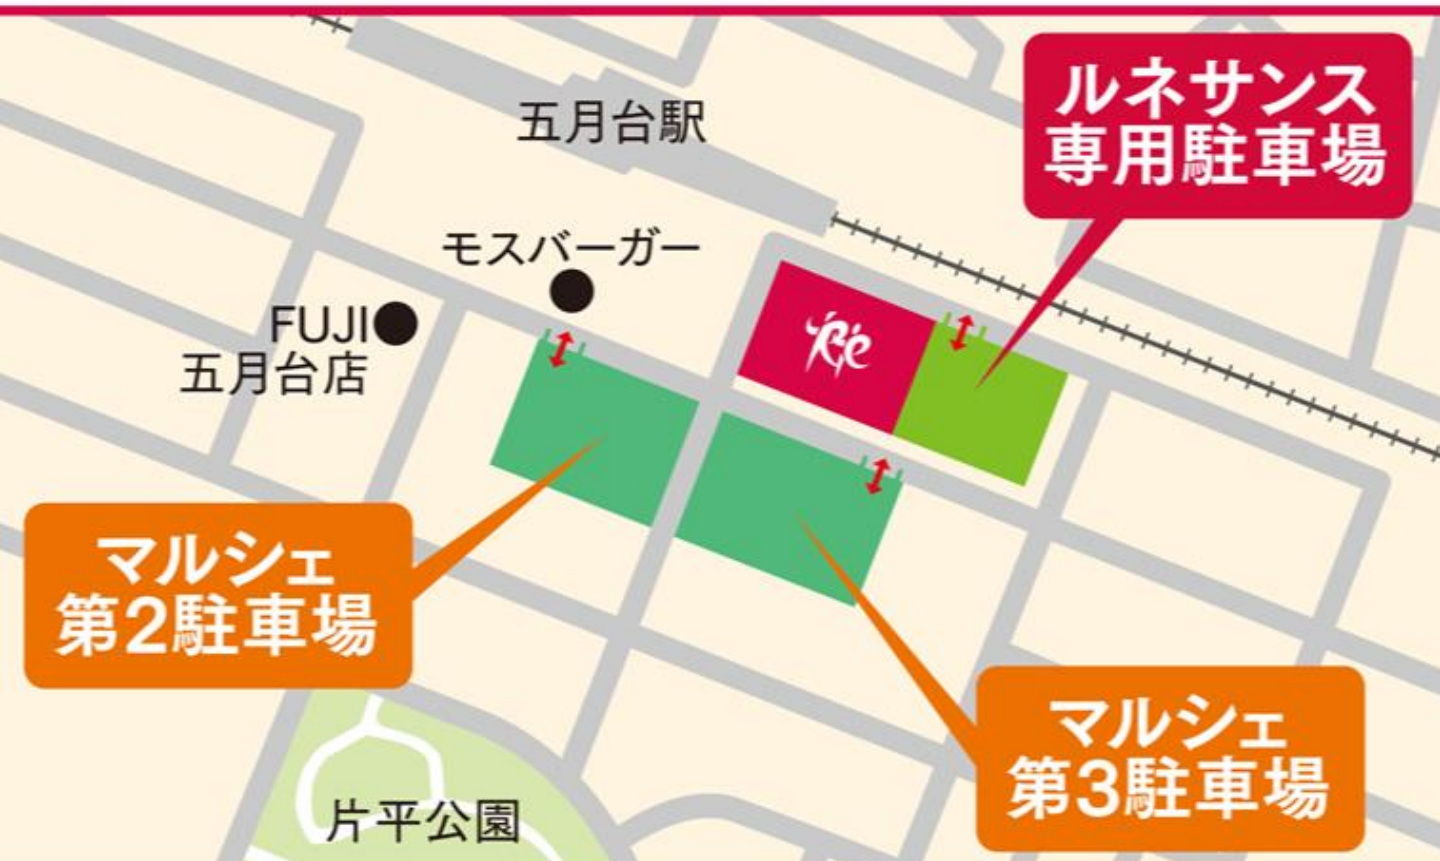 五月台駅
ルネサンス
専用駐車場
モスバーガー
FUJI
五月台店
マルシェ
第2駐車場
マルシェ
第3駐車場
片平公園